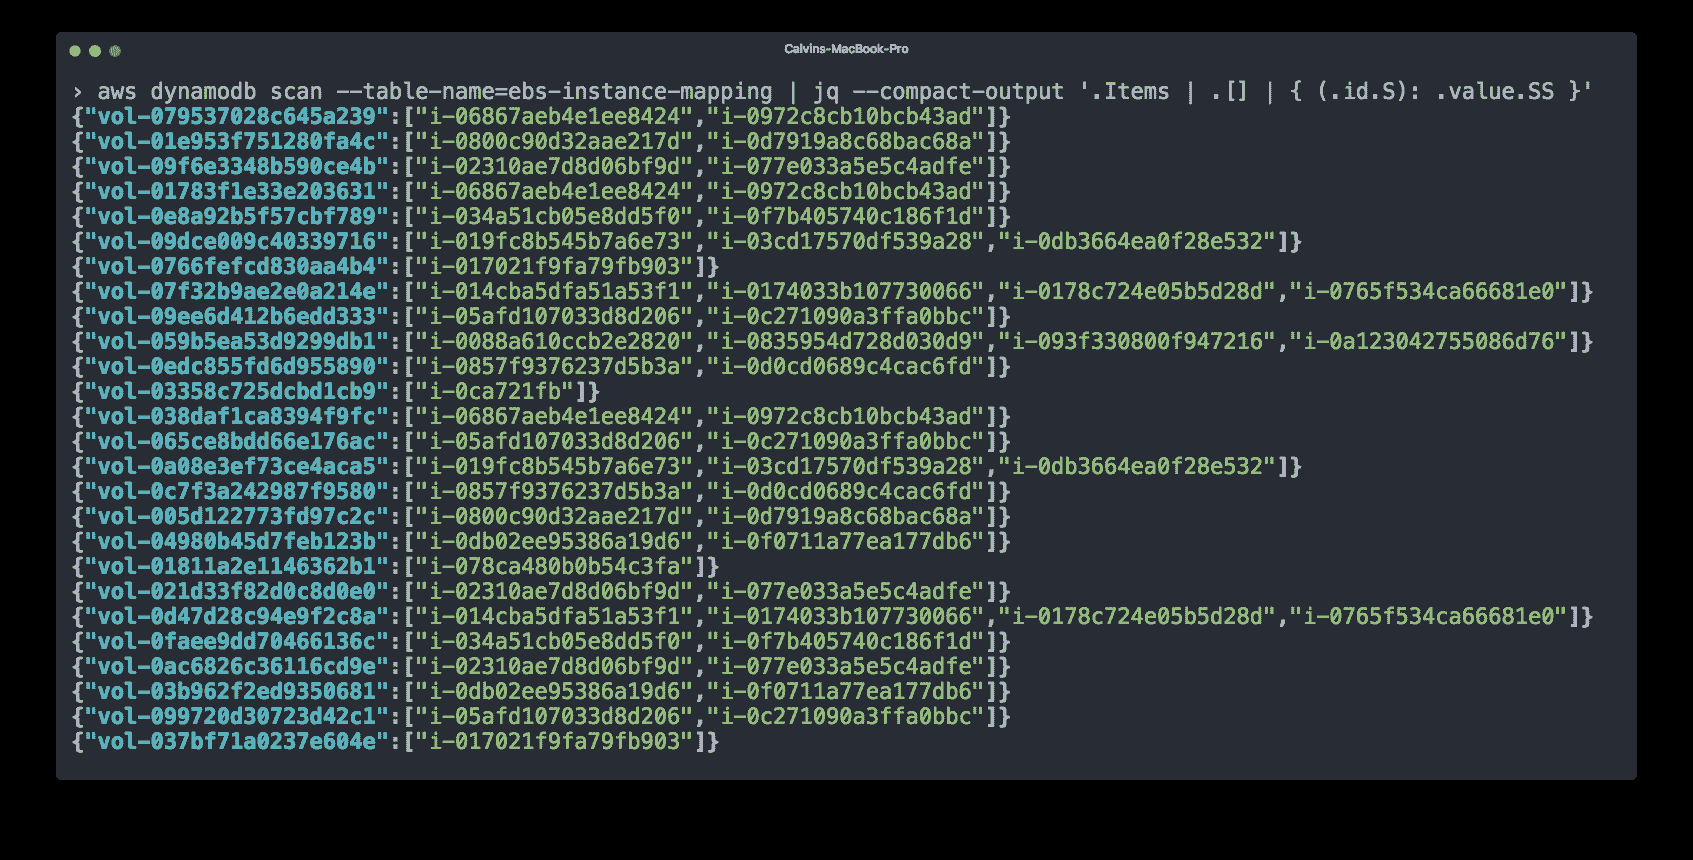 Calvins-MacBook-Pro
› aws dynamodb scan --table-name=ebs-instance-mapping | jq --compact-output '.Items | .[] | { (.id.S): .value.SS }'
{"vol-079537028c645a239":["i-06867aeb4e1ee8424","i-0972c8cb10bcb43ad"]}
{"vol-01e953f751280fa4c":["i-0800c90d32aae217d","i-0d7919a8c68bac68a"]}
{"vol-09f6e3348b590ce4b":["i-02310ae7d8d06bf9d","i-077e033a5e5c4adfe"]}
{"vol-01783f1e33e203631":["i-06867aeb4e1ee8424","i-0972c8cb10bcb43ad"]}
{"vol-0e8a92b5f57cbf789":["i-034a51cb05e8dd5f0","i-0f7b405740c186f1d"]}
{"vol-09dce009c40339716":["i-019fc8b545b7a6e73","i-03cd17570df539a28","i-0db3664ea0f28e532"]}
{"vol-0766fefcd830aa4b4":["i-017021f9fa79fb903"]}
{"vol-07f32b9ae2e0a214e":["i-014cba5dfa51a53f1","i-0174033b107730066","i-0178c724e05b5d28d","i-0765f534ca66681e0"]}
{"vol-09ee6d412b6edd333":["i-05afd107033d8d206","i-0c271090a3ffa0bbc"]}
{"vol-059b5ea53d9299db1":["i-0088a610ccb2e2820","i-0835954d728d030d9","i-093f330800f947216","i-0a123042755086d76"]}
{"vol-0edc855fd6d955890":["i-0857f9376237d5b3a","i-0d0cd0689c4cac6fd"]}
{"vol-03358c725dcbd1cb9":["i-0ca721fb"]}
{"vol-038daf1ca8394f9fc":["i-06867aeb4e1ee8424","i-0972c8cb10bcb43ad"]}
{"vol-065ce8bdd66e176ac":["i-05afd107033d8d206","i-0c271090a3ffa0bbc"]}
{"vol-0a08e3ef73ce4aca5":["i-019fc8b545b7a6e73","i-03cd17570df539a28","i-0db3664ea0f28e532"]}
{"vol-0c7f3a242987f9580":["i-0857f9376237d5b3a","i-0d0cd0689c4cac6fd"]}
{"vol-005d122773fd97c2c":["i-0800c90d32aae217d","i-0d7919a8c68bac68a"]}
{"vol-04980b45d7feb123b":["i-0db02ee95386a19d6","i-0f0711a77ea177db6"]}
{"vol-01811a2e1146362b1":["i-078ca480b0b54c3fa"]}
{"vol-021d33f82d0c8d0e0":["i-02310ae7d8d06bf9d","i-077e033a5e5c4adfe"]}
{"vol-0d47d28c94e9f2c8a":["i-014cba5dfa51a53f1","i-0174033b107730066","i-0178c724e05b5d28d","i-0765f534ca66681e0"]}
{"vol-0faee9dd70466136c":["i-034a51cb05e8dd5f0","i-0f7b405740c186f1d"]}
{"vol-0ac6826c36116cd9e":["i-02310ae7d8d06bf9d","i-077e033a5e5c4adfe"]}
{"vol-03b962f2ed9350681":["i-0db02ee95386a19d6","i-0f0711a77ea177db6"]}
{"vol-099720d30723d42c1":["i-05afd107033d8d206","i-0c271090a3ffa0bbc"]}
{"vol-037bf71a0237e604e":["i-017021f9fa79fb903"]}